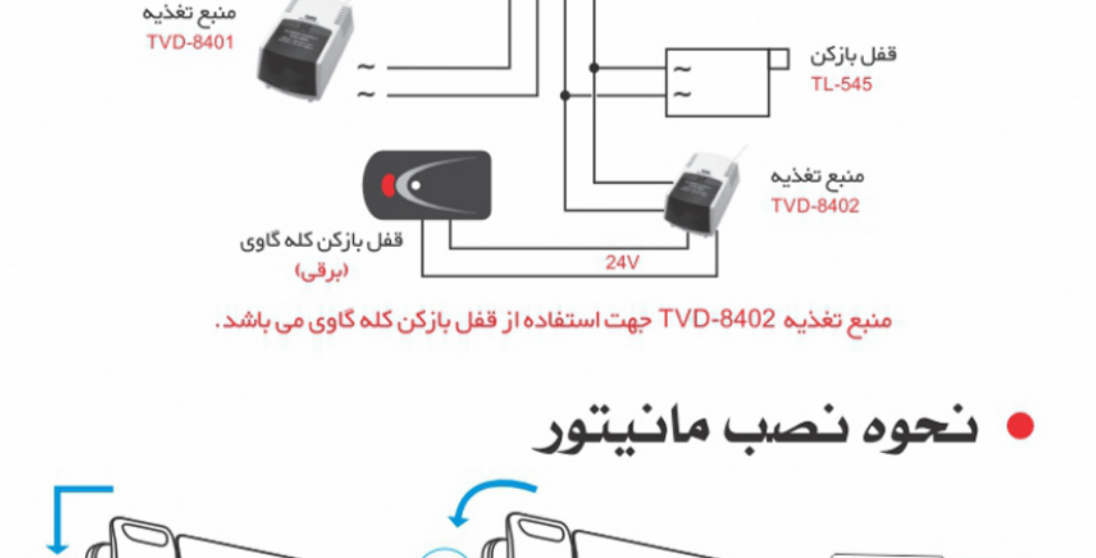 منبع تغذیه
TVD-8401
~
~
قفل بازکن
TL-545
~
~
منبع تغذیه
TVD-8402
قفل بازکن کله گاوی
(برقی)
24V
منبع تغذیه TVD-8402 جهت استفاده از قفل بازکن کله گاوی می باشد.
نحوه نصب مانیتور